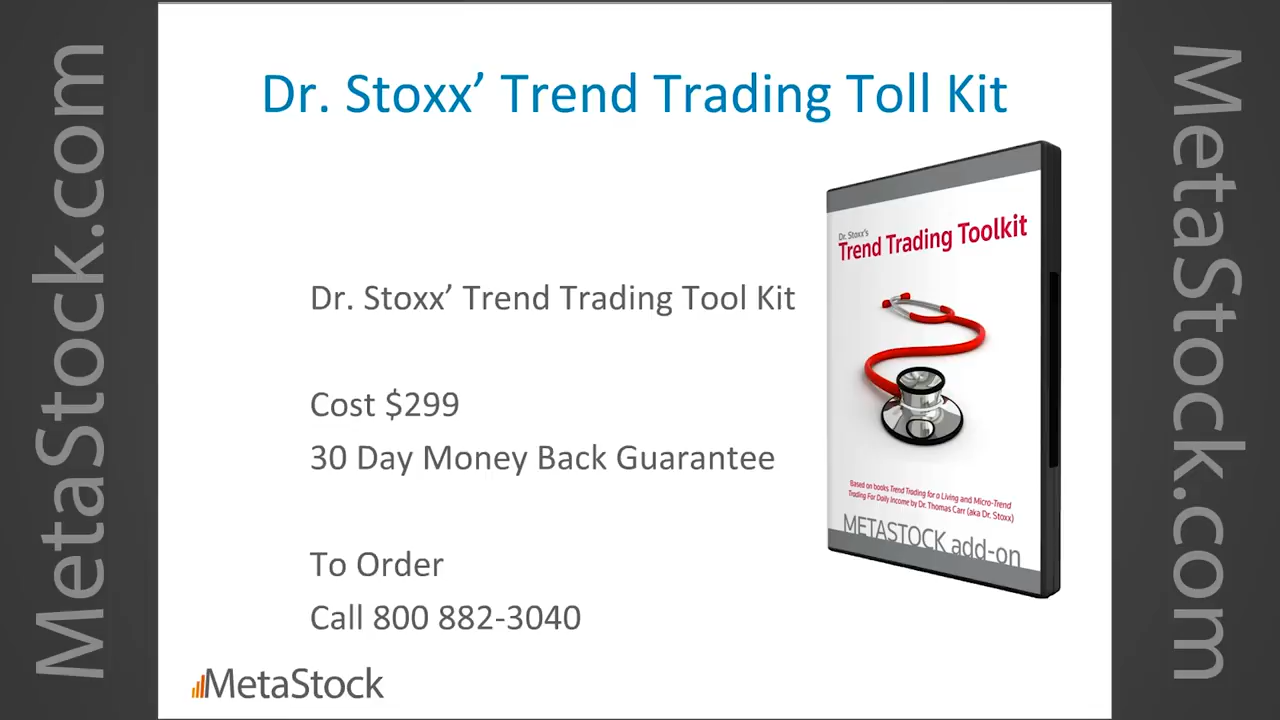 MetaStock.com
Dr. Stoxx’ Trend Trading Toll Kit
Dr. Stoxx’ Trend Trading Tool Kit
Cost $299
30 Day Money Back Guarantee
To Order
Call 800 882-3040
MetaStock
Dr. Stoxx's
Trend Trading Toolkit
Based on books Trend Trading for a Living and Micro-Trend
Trading For Daily Income by Dr. Thomas Carr (aka Dr. Stoxx)
METASTOCK add-on
MetaStock.com